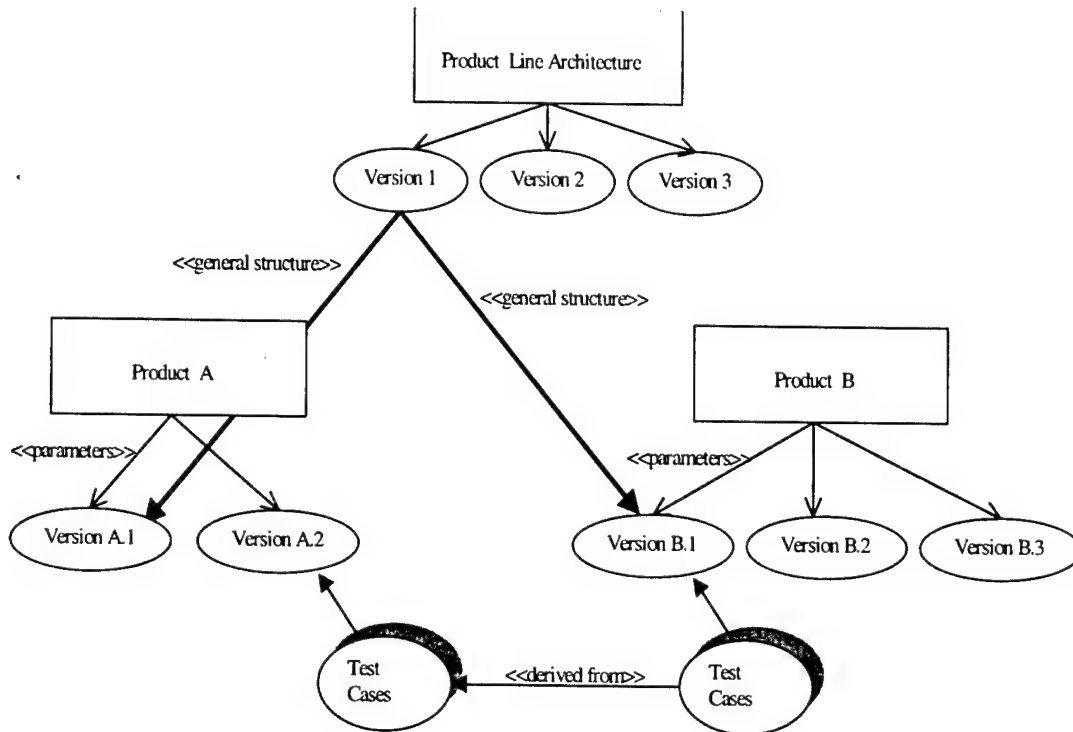 Product Line Architecture
Version 1
Version 2
Version 3
<<general structure>>
<<general structure>>
Product A
Product B
<<parameters>>
<<parameters>>
Version A.1
Version A.2
Version B.1
Version B.2
Version B.3
Test
Cases
<<derived from>>
Test
Cases